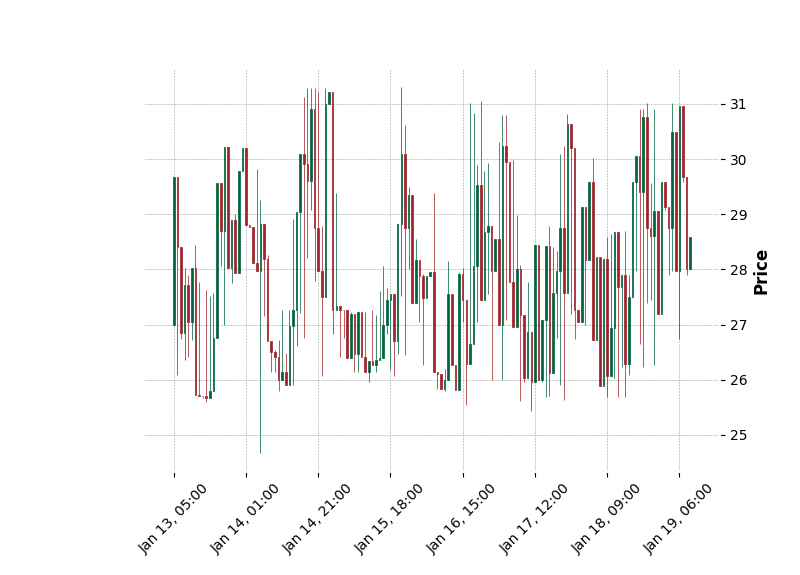 31
30
29
28
27
26
25
Price
Jan 13, 05:00
Jan 14, 01:00
Jan 14, 21:00
Jan 15, 18:00
Jan 16, 15:00
Jan 17, 12:00
Jan 18, 09:00
Jan 19, 06:00